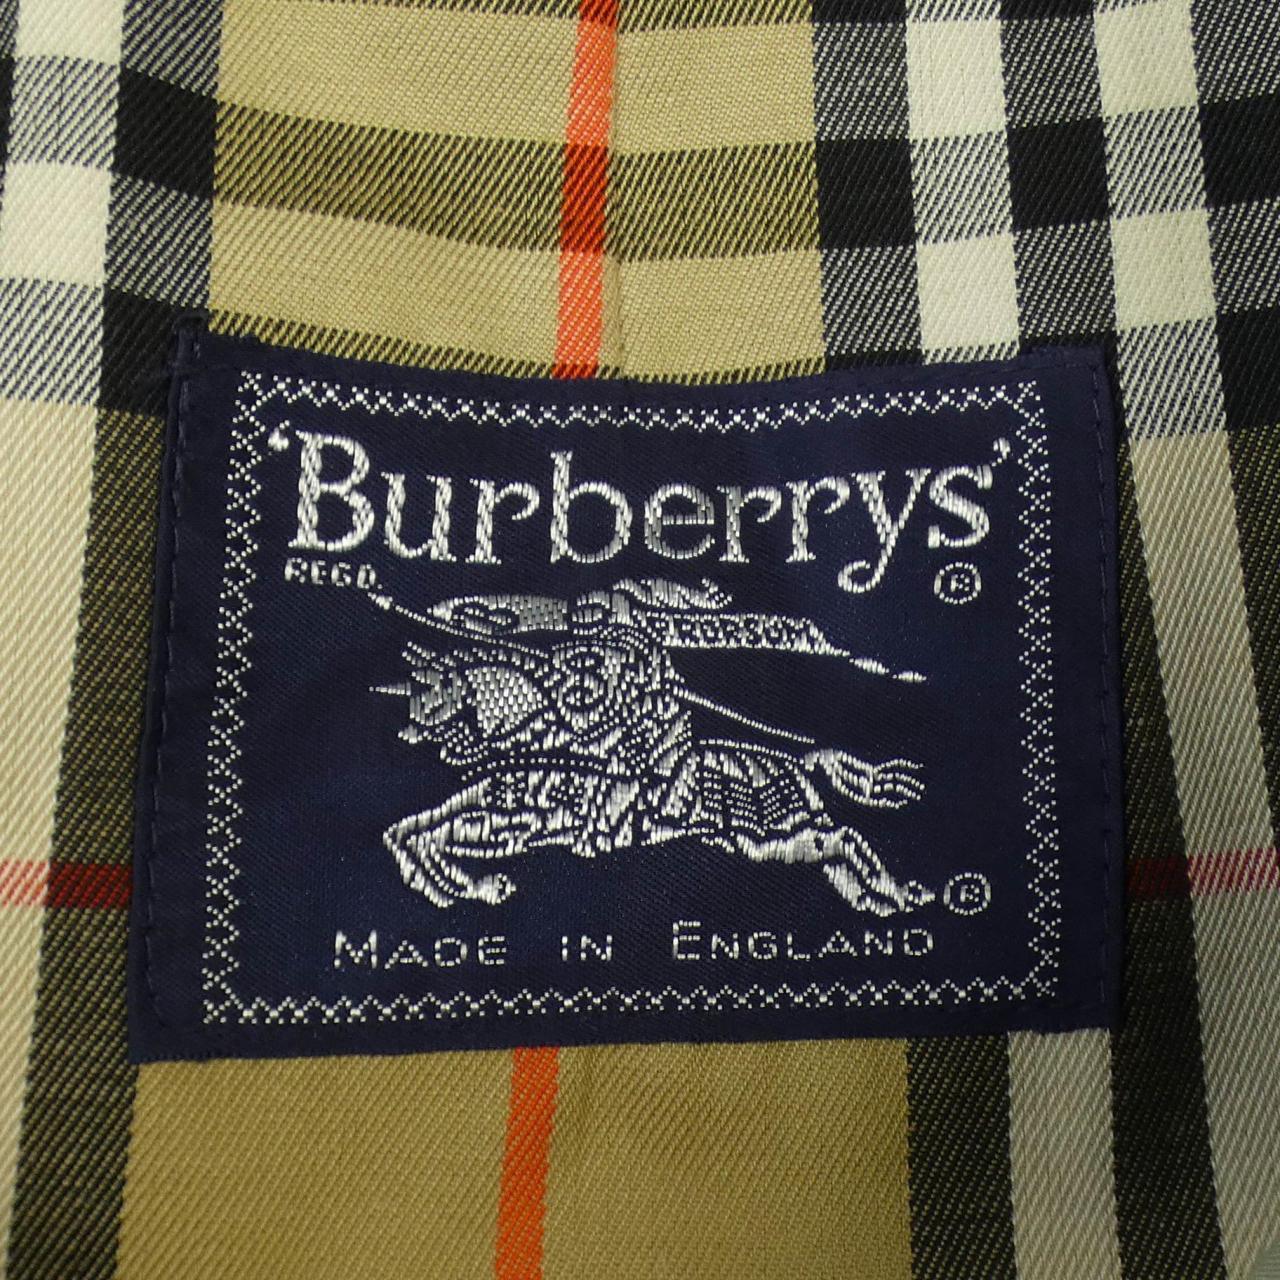 'Burberrys'
REGD. ®
PRORSUM
®
MADE IN ENGLAND